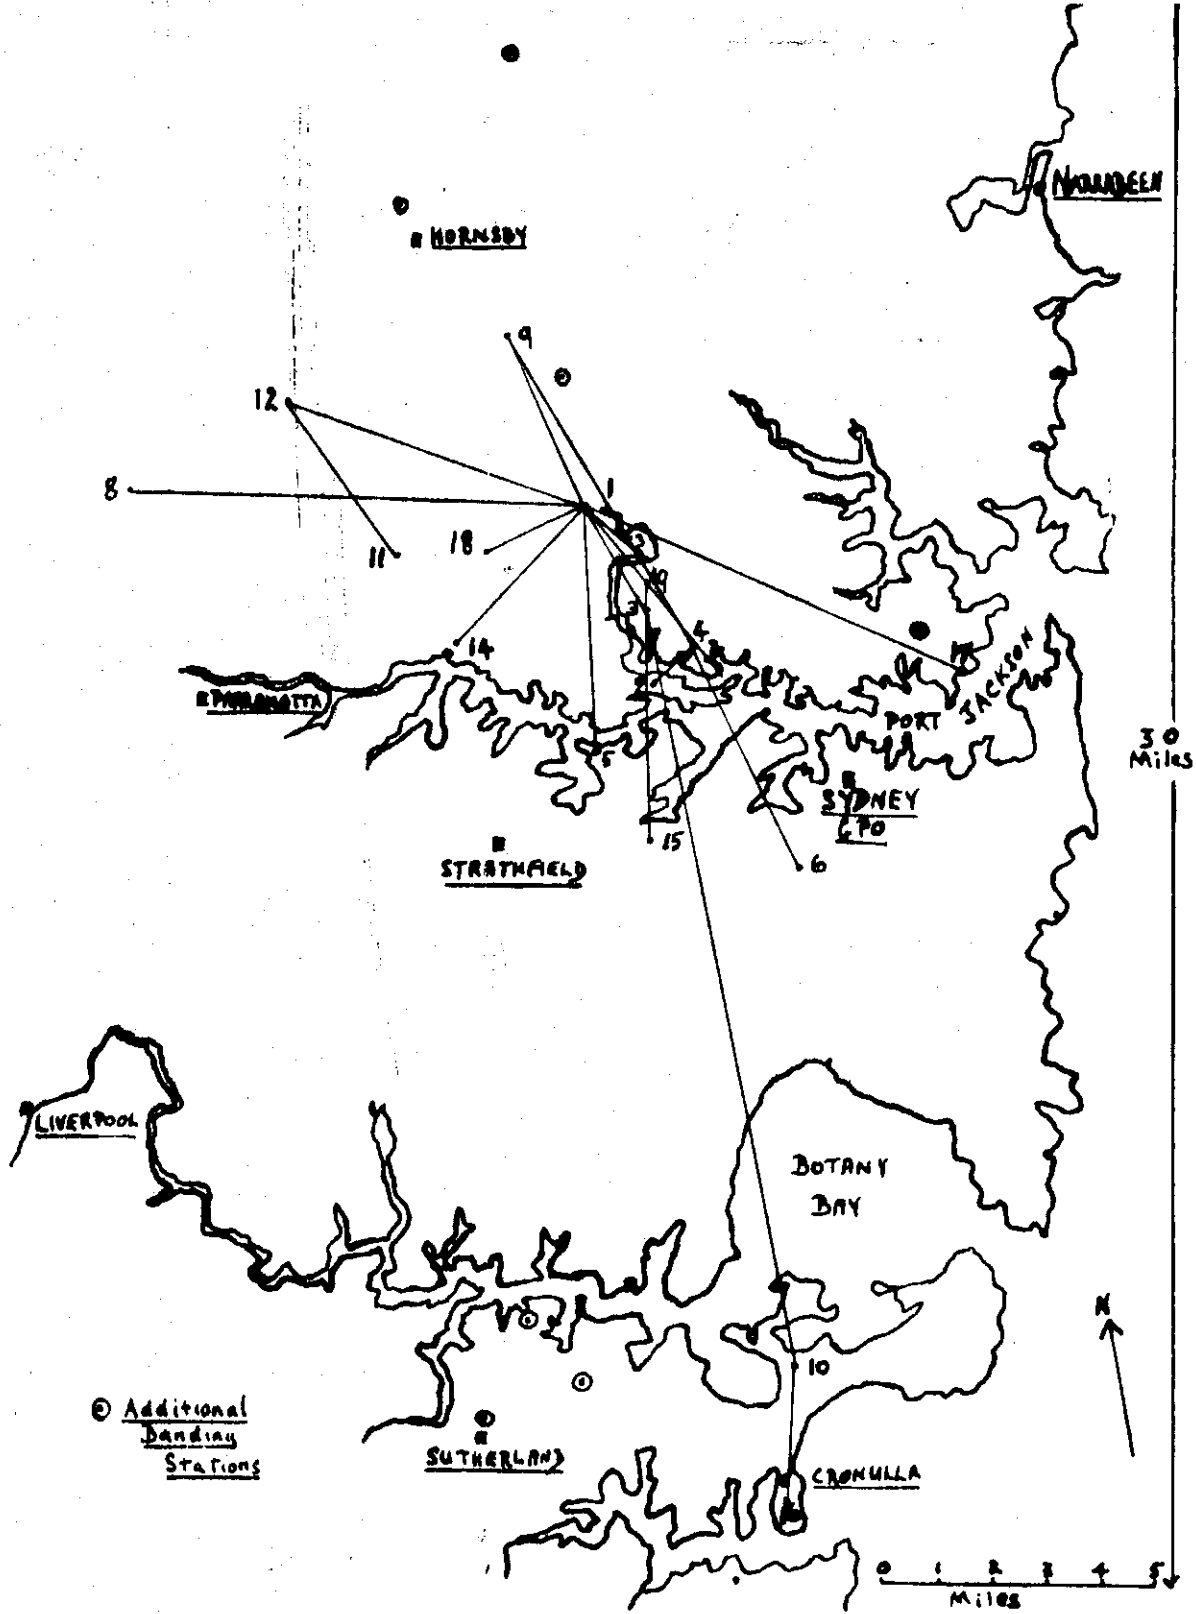 NARRABEEN
HORNSBY
9
12
8
1
18
11
19
3
4
14
17
PARRAMATTA
PORT
JACKSON
5
30
Miles
SYDNEY
GPO
15
6
STRATHFIELD
LIVERPOOL
BOTANY
BAY
N
10
Additional
Banding
Stations
SUTHERLAND
CRONULLA
0 1 2 3 4 5
Miles